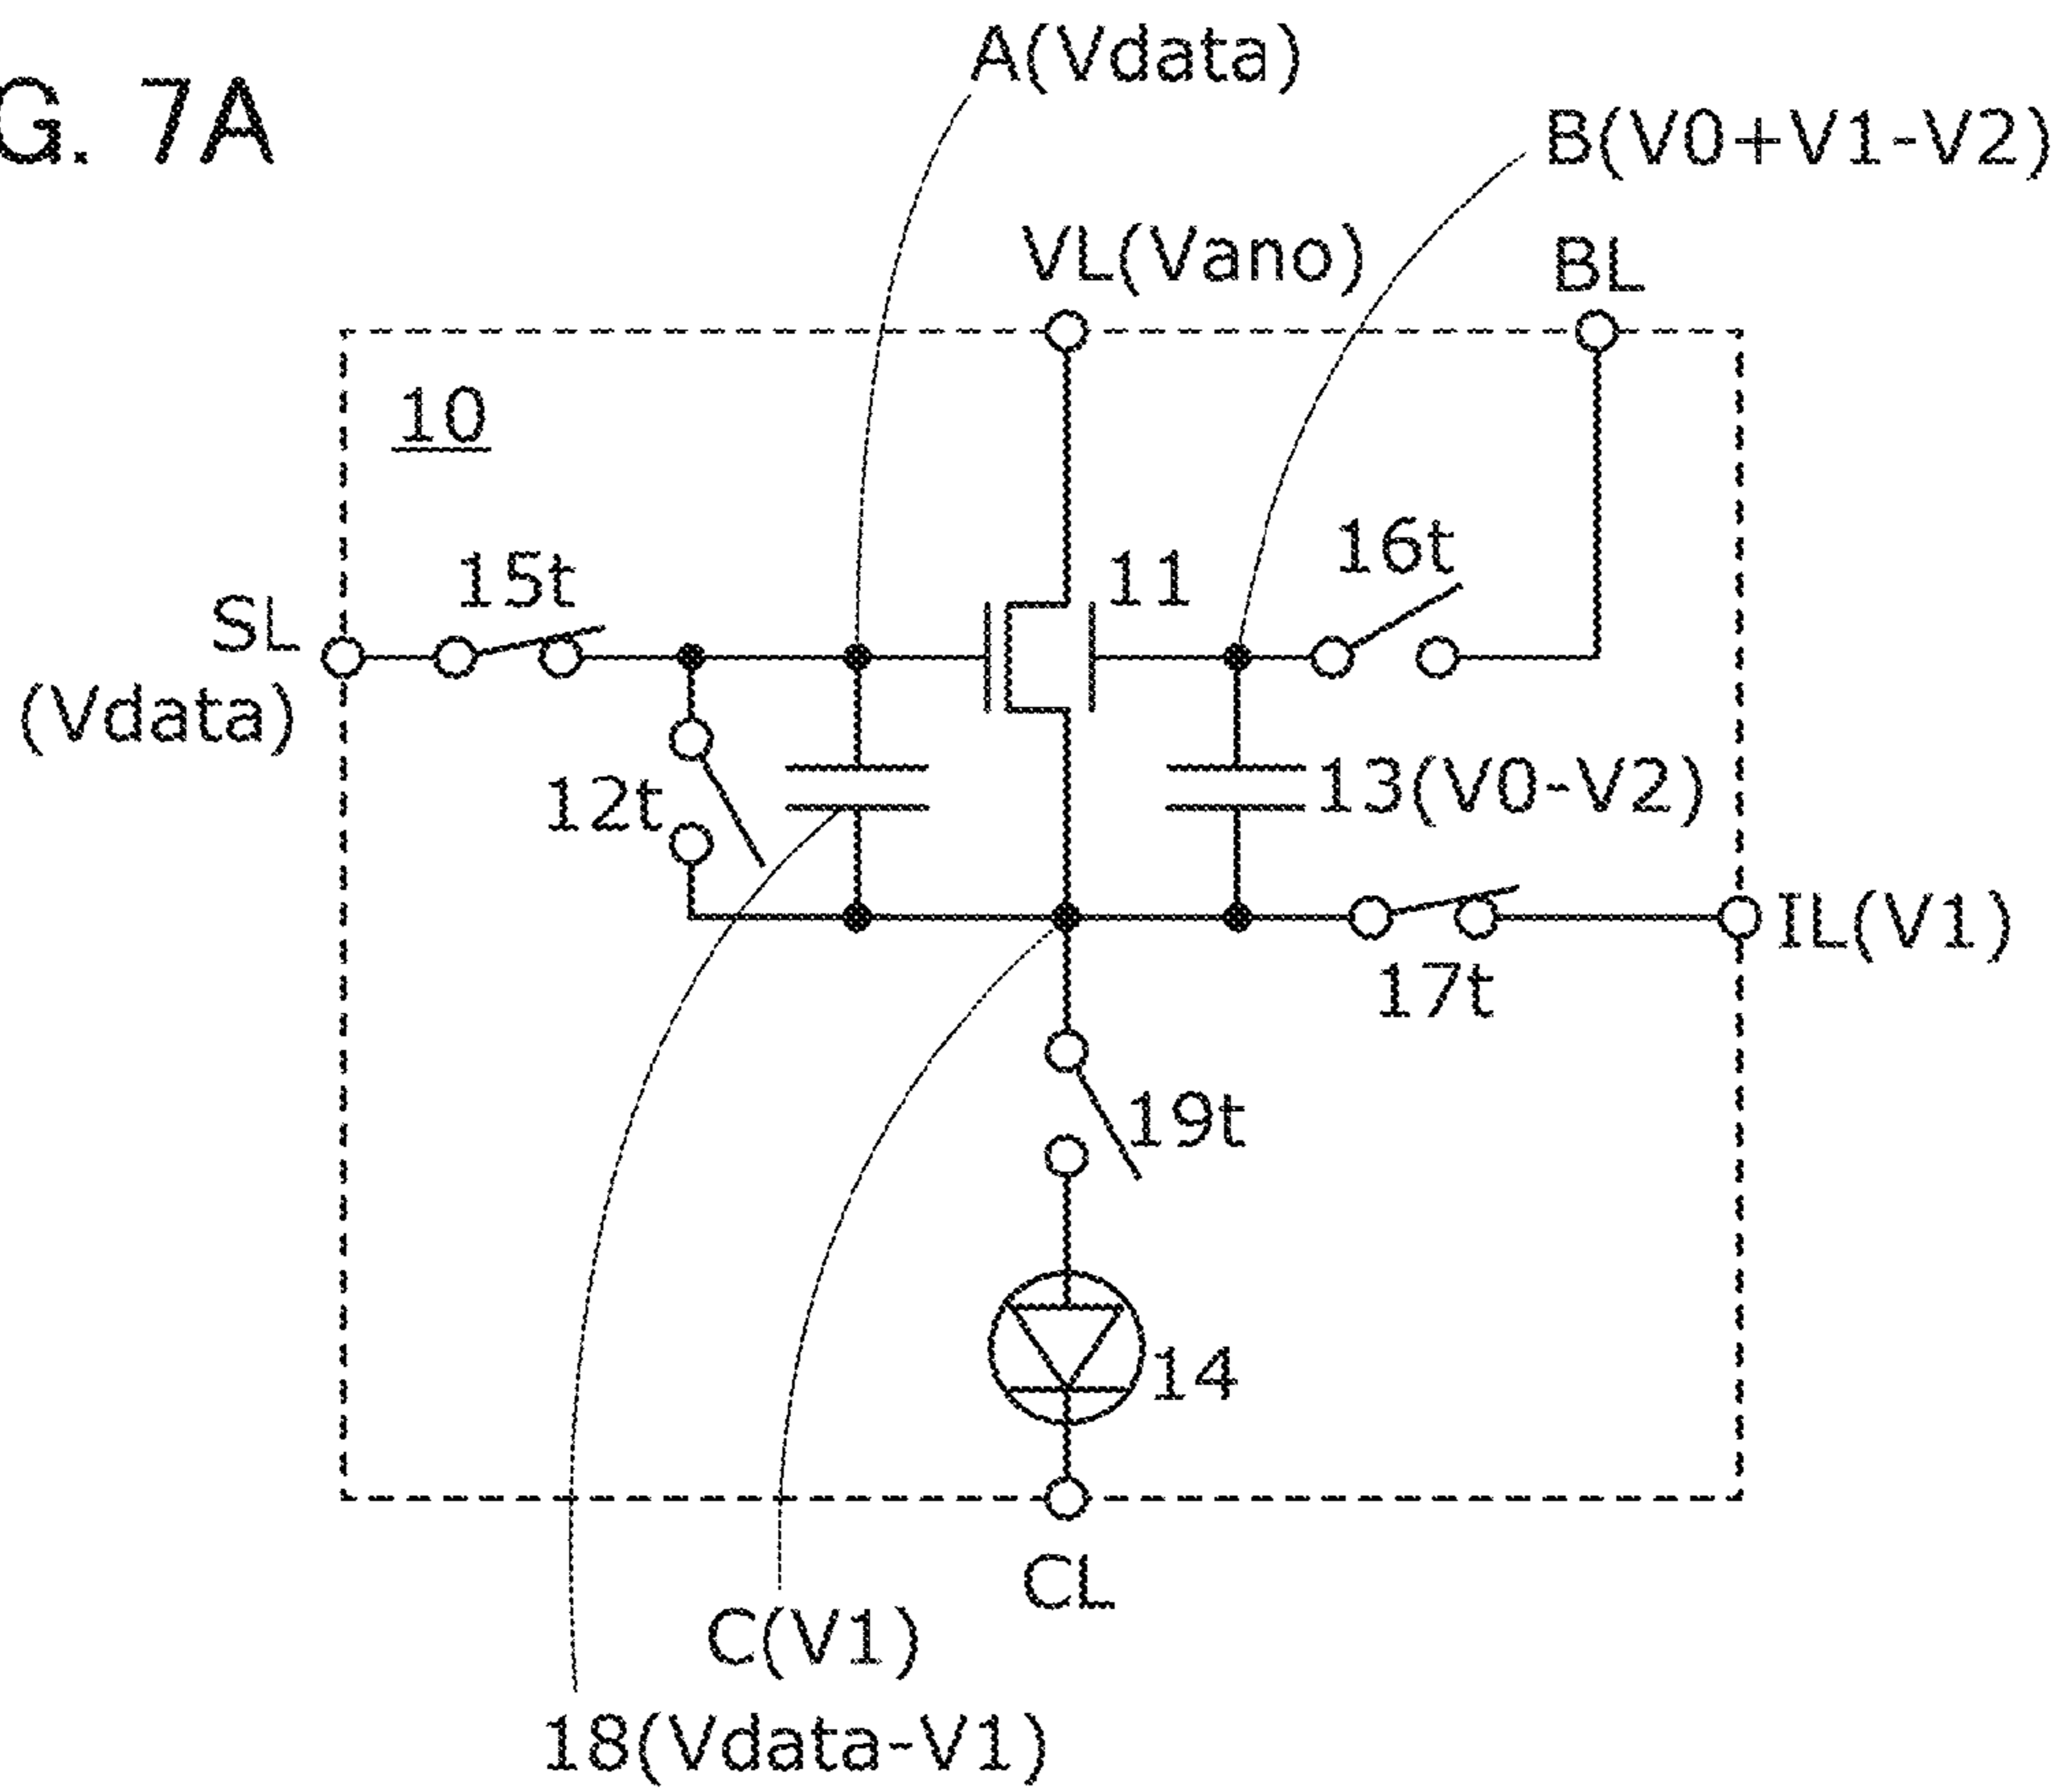 G. 7A
A(Vdata)
B(V0+V1-V2)
VL(Vano)
BL
10
15t
11
16t
SL
(Vdata)
12t
13(V0-V2)
IL(V1)
17t
19t
14
CL
C(V1)
18(Vdata-V1)